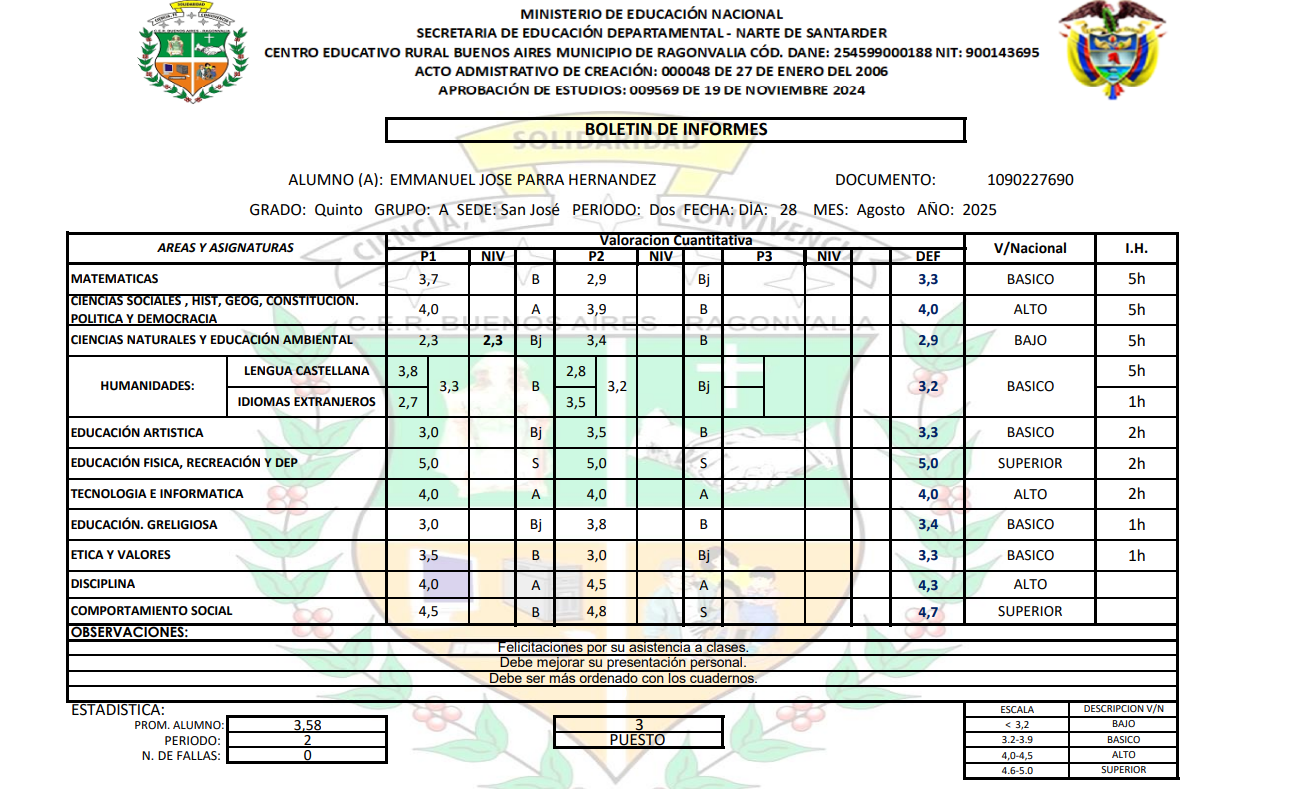 MINISTERIO DE EDUCACIÓN NACIONAL
SECRETARIA DE EDUCACIÓN DEPARTAMENTAL - NARTE DE SANTARDER
CENTRO EDUCATIVO RURAL BUENOS AIRES MUNICIPIO DE RAGONVALIA CÓD. DANE: 254599000188 NIT: 900143695
ACTO ADMISTRATIVO DE CREACIÓN: 000048 DE 27 DE ENERO DEL 2006
APROBACIÓN DE ESTUDIOS: 009569 DE 19 DE NOVIEMBRE 2024
BOLETIN DE INFORMES
SOLIDARIDAD
ALUMNO (A): EMMANUEL JOSE PARRA HERNANDEZ DOCUMENTO: 1090227690
GRADO: Quinto GRUPO: A SEDE: San José PERIODO: Dos FECHA: DÌA: 28 MES: Agosto AÑO: 2025
CIENCIA, FE CONVIVENCIA
AREAS Y ASIGNATURAS Valoracion Cuantitativa V/Nacional I.H.
P1 NIV P2 NIV P3 NIV DEF
MATEMATICAS 3,7 B 2,9 Bj 3,3 BASICO 5h
CIENCIAS SOCIALES , HIST, GEOG, CONSTITUCION.
POLITICA Y DEMOCRACIA 4,0 A 3,9 B 4,0 ALTO 5h
C.E.R. BUENOS AIRES RAGONVALIA
CIENCIAS NATURALES Y EDUCACIÓN AMBIENTAL 2,3 2,3 Bj 3,4 B 2,9 BAJO 5h
HUMANIDADES: LENGUA CASTELLANA 3,8 3,3 B 2,8 3,2 Bj 3,2 BASICO 5h
IDIOMAS EXTRANJEROS 2,7 3,5 1h
EDUCACIÓN ARTISTICA 3,0 Bj 3,5 B 3,3 BASICO 2h
EDUCACIÓN FISICA, RECREACIÓN Y DEP 5,0 S 5,0 S 5,0 SUPERIOR 2h
TECNOLOGIA E INFORMATICA 4,0 A 4,0 A 4,0 ALTO 2h
EDUCACIÓN. GRELIGIOSA 3,0 Bj 3,8 B 3,4 BASICO 1h
ETICA Y VALORES 3,5 B 3,0 Bj 3,3 BASICO 1h
DISCIPLINA 4,0 A 4,5 A 4,3 ALTO
COMPORTAMIENTO SOCIAL 4,5 B 4,8 S 4,7 SUPERIOR
OBSERVACIONES:
Felicitaciones por su asistencia a clases.
Debe mejorar su presentación personal.
Debe ser más ordenado con los cuadernos.
ESTADISTICA:
PROM. ALUMNO: 3,58
PERIODO: 2
N. DE FALLAS: 0
3
PUESTO
ESCALA DESCRIPCION V/N
< 3,2 BAJO
3.2-3.9 BASICO
4,0-4,5 ALTO
4.6-5.0 SUPERIOR